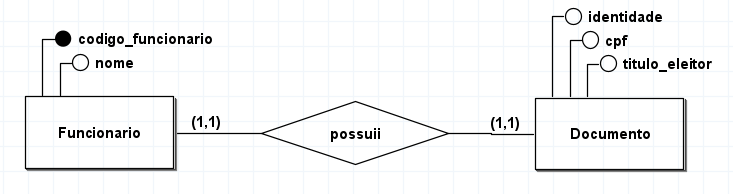 identidade
codigo_funcionario
cpf
nome
titulo_eleitor
Funcionario
(1,1)
possuii
(1,1)
Documento